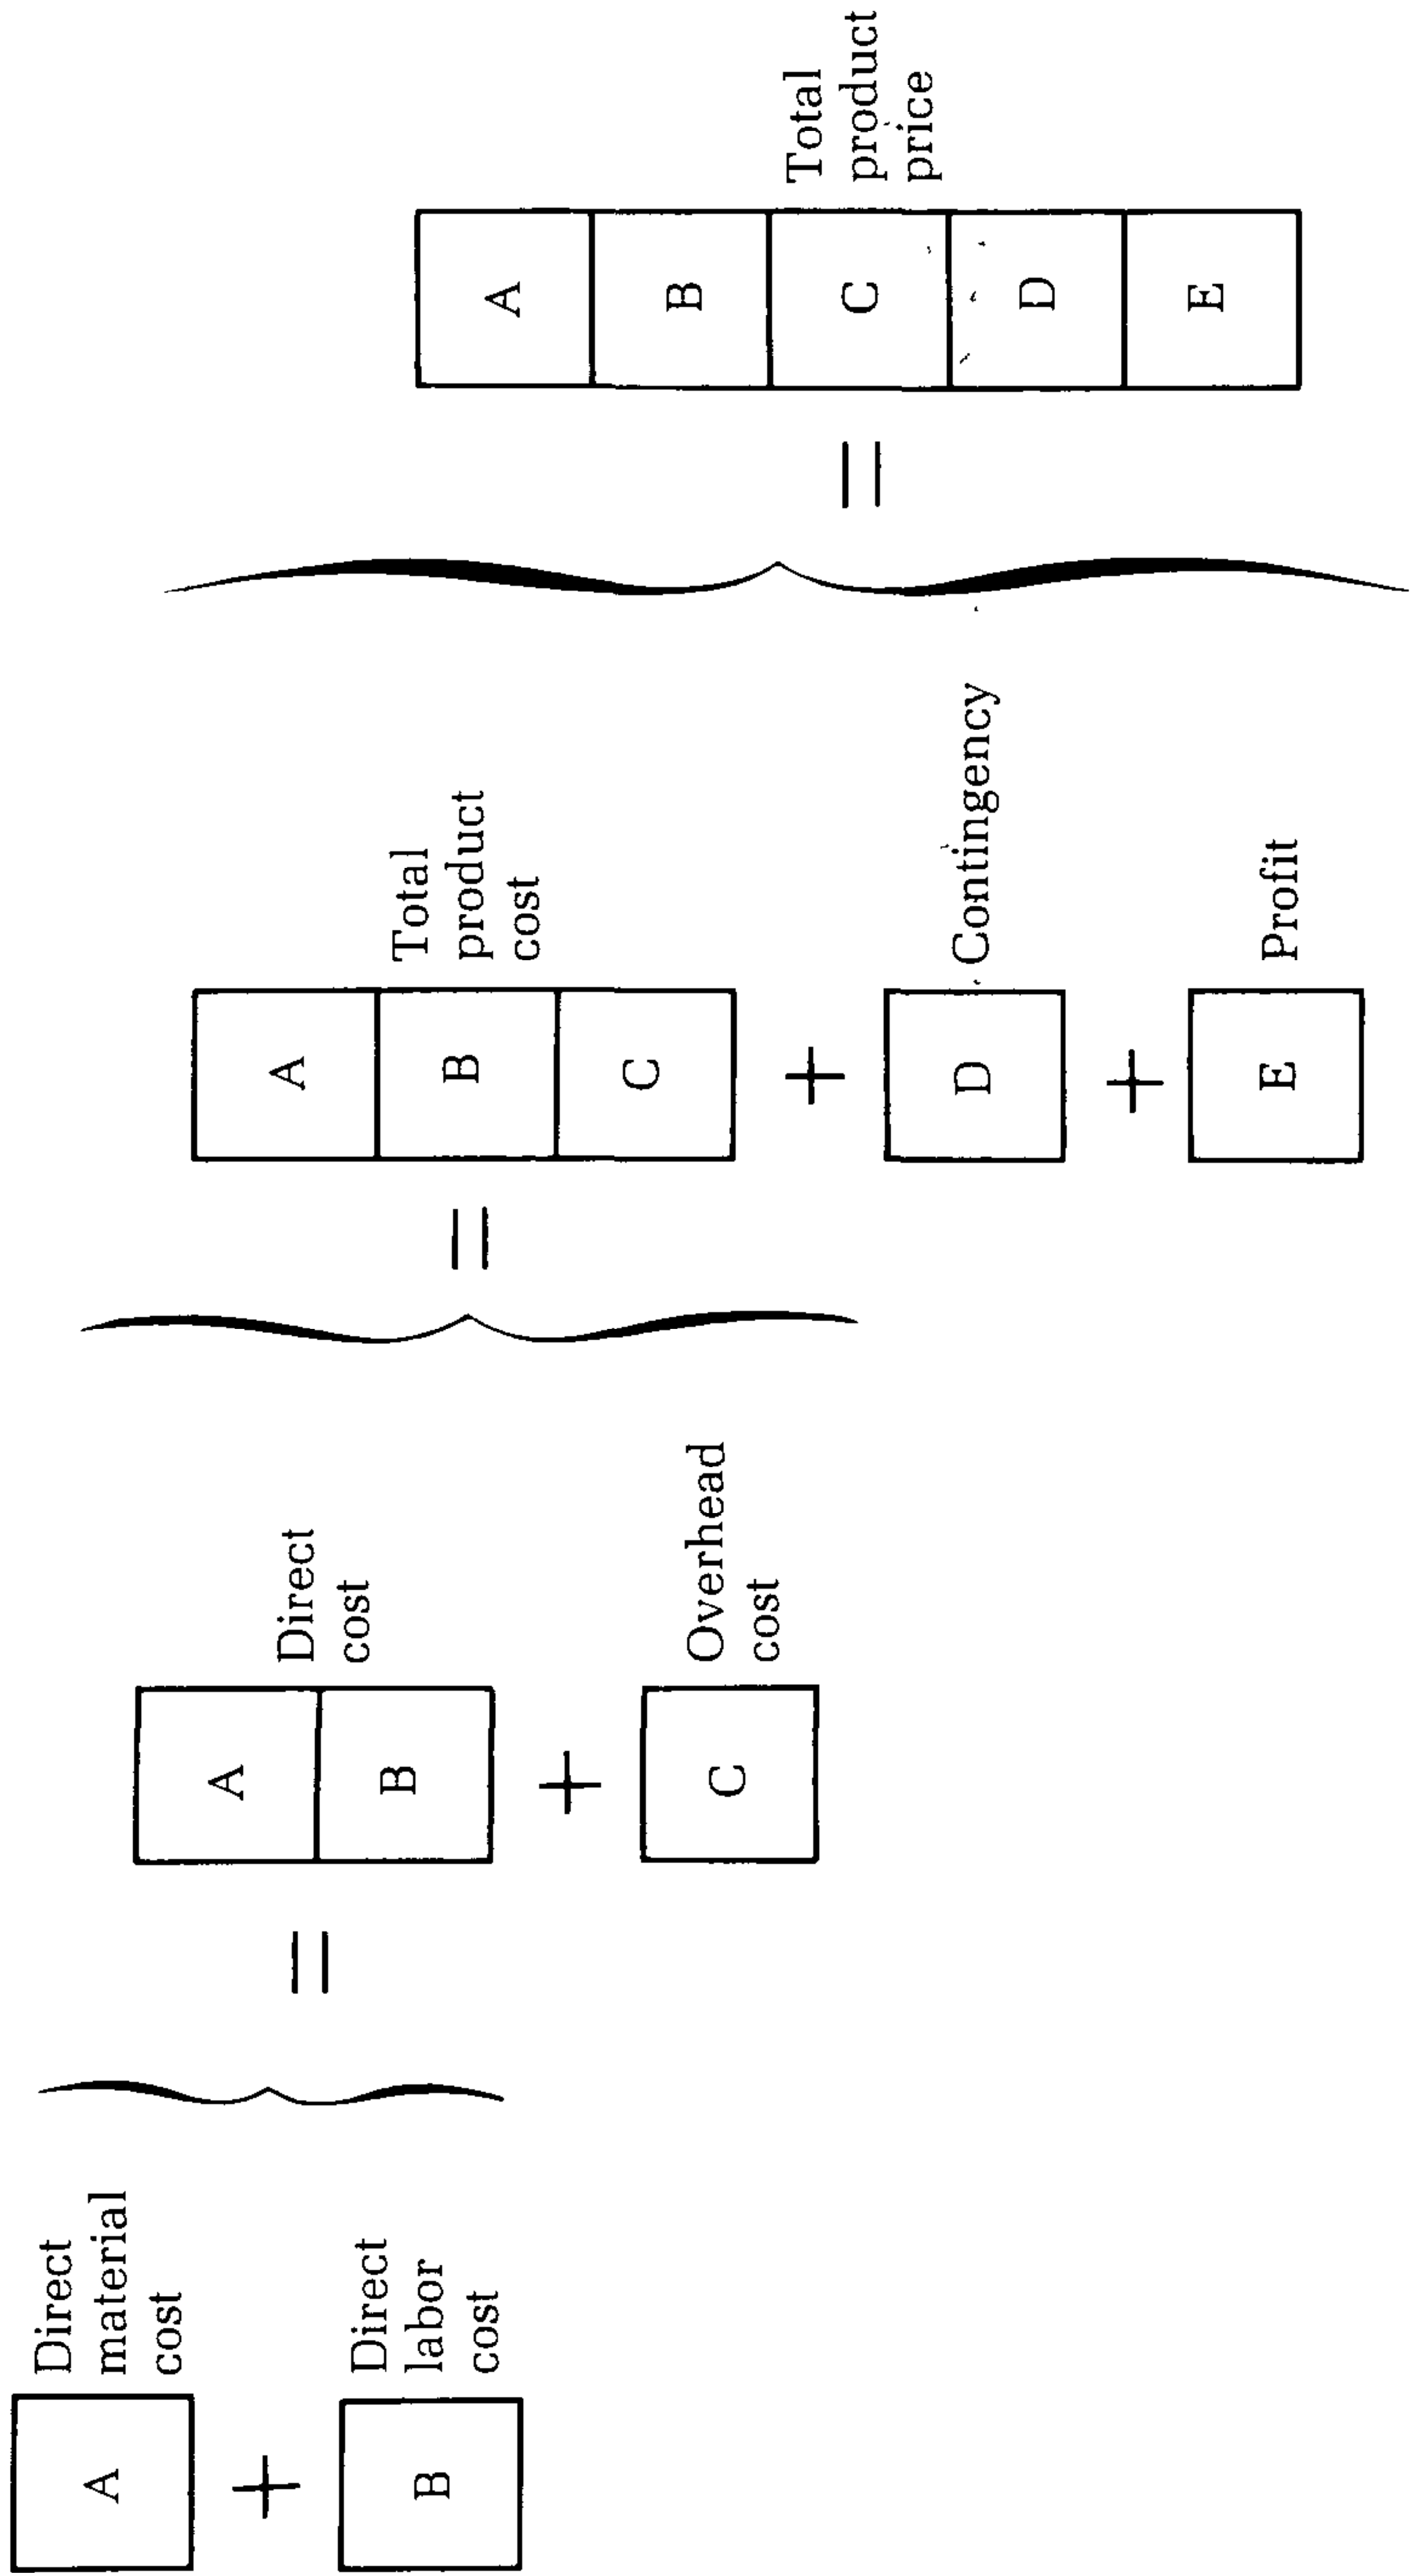 A
Direct
material
cost
+
B
Direct
labor
cost
=
A
B
Direct
cost
+
C
Overhead
cost
=
A
B
C
Total
product
cost
+
D
Contingency
+
E
Profit
=
A
B
C
D
E
Total
product
price